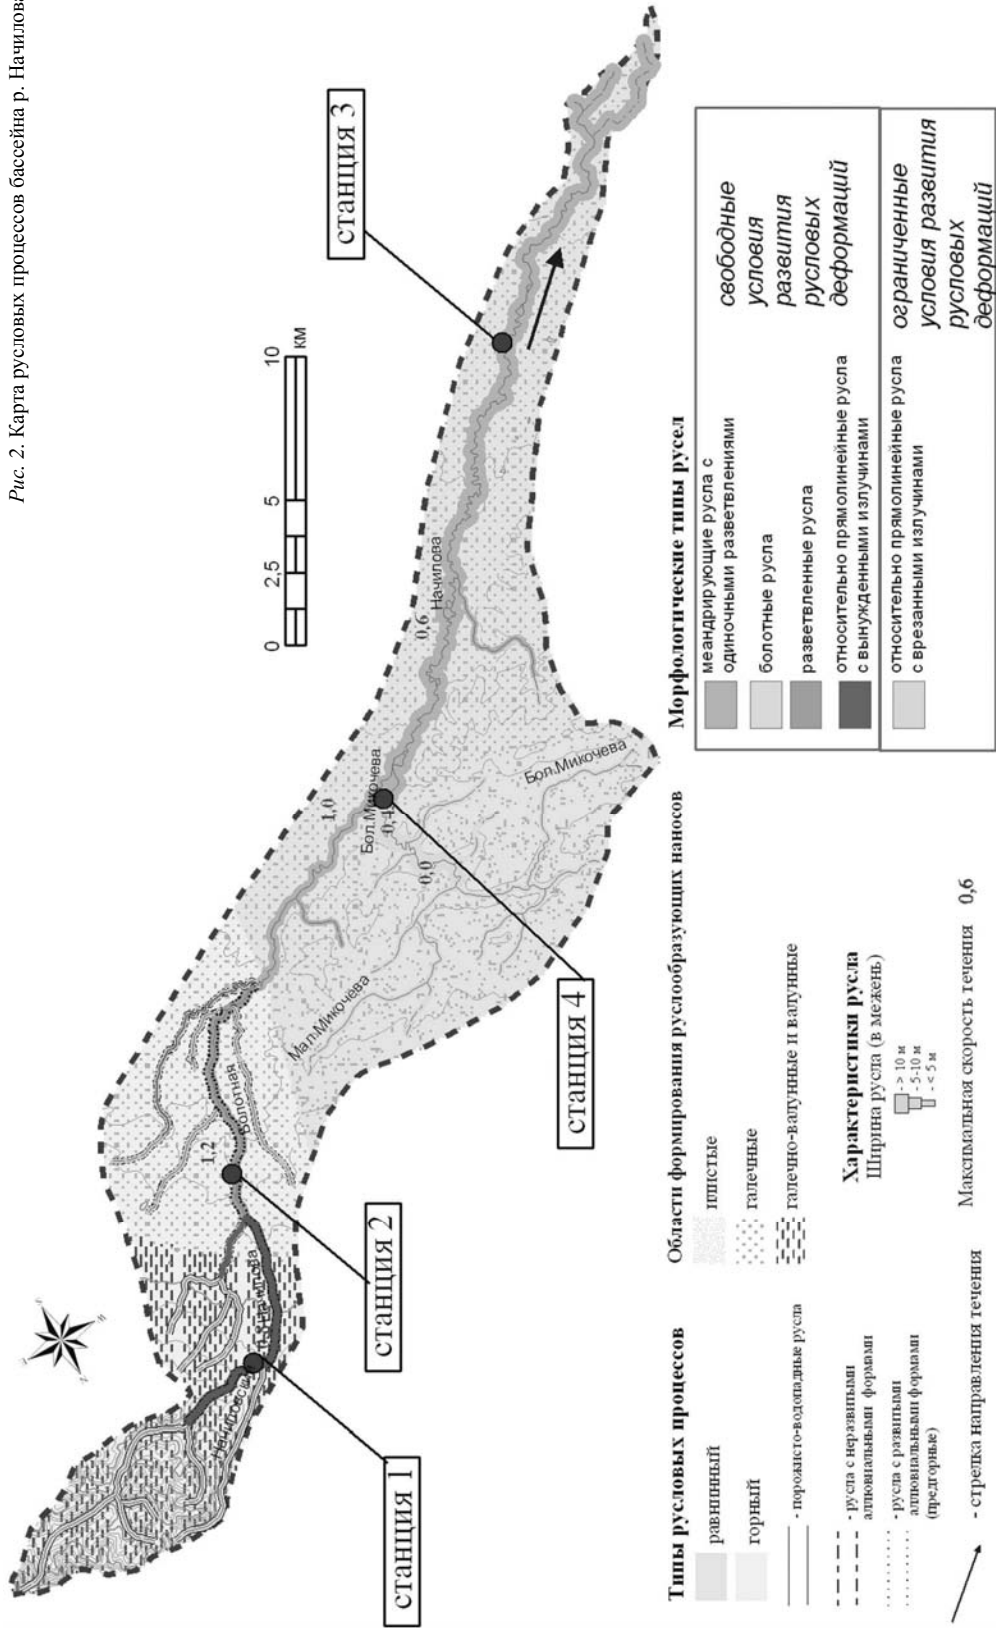 Рис. 2. Карта русловых процессов бассейна р. Начилова
станция 1
станция 2
станция 3
станция 4
0
2,5
5
10
км
Болотная
1,2
Мал.Микочева
Бол.Микочева
1,0
0,4
0,0
Бол.Микочева
0,6
Начилова
Типы русловых процессов
равнинный
горный
- порожисто-водопадные русла
- русла с неразвитыми
аллювиальными формами
- русла с развитыми
аллювиальными формами
(предгорные)
- стрелка направления течения
Области формирования руслообразующих наносов
илистые
галечные
галечно-валунные и валунные
Характеристики русла
Ширина русла (в межень)
- > 10 м
- 5-10 м
- < 5 м
Максимальная скорость течения 0,6
Морфологические типы русел
меандрирующие русла с
одиночными разветвлениями
болотные русла
разветвленные русла
относительно прямолинейные русла
с вынужденными излучинами
свободные
условия
развития
русловых
деформаций
относительно прямолинейные русла
с врезанными излучинами
ограниченные
условия развития
русловых
деформаций